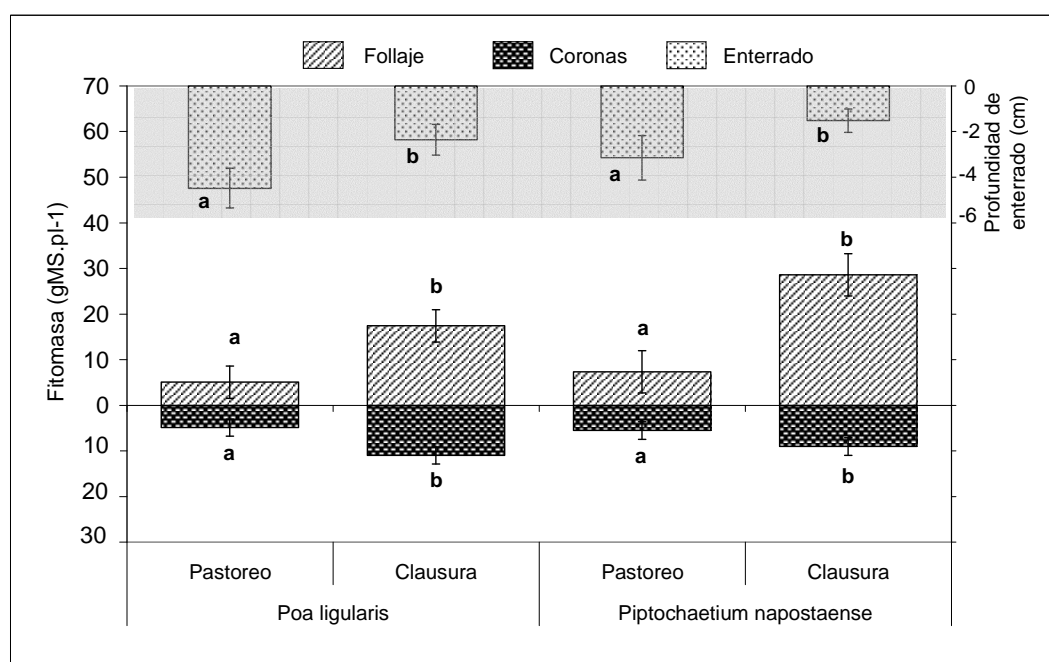 Follaje Coronas Enterrado
Fitomasa (gMS.pl-1)
70
60
50
40
30
20
10
0
10
20
30
0
-2
-4
-6
Profundidad de
enterrado (cm)
a
b
a
b
a
b
a
b
a
b
a
b
Pastoreo Clausura Pastoreo Clausura
Poa ligularis Piptochaetium napostaense